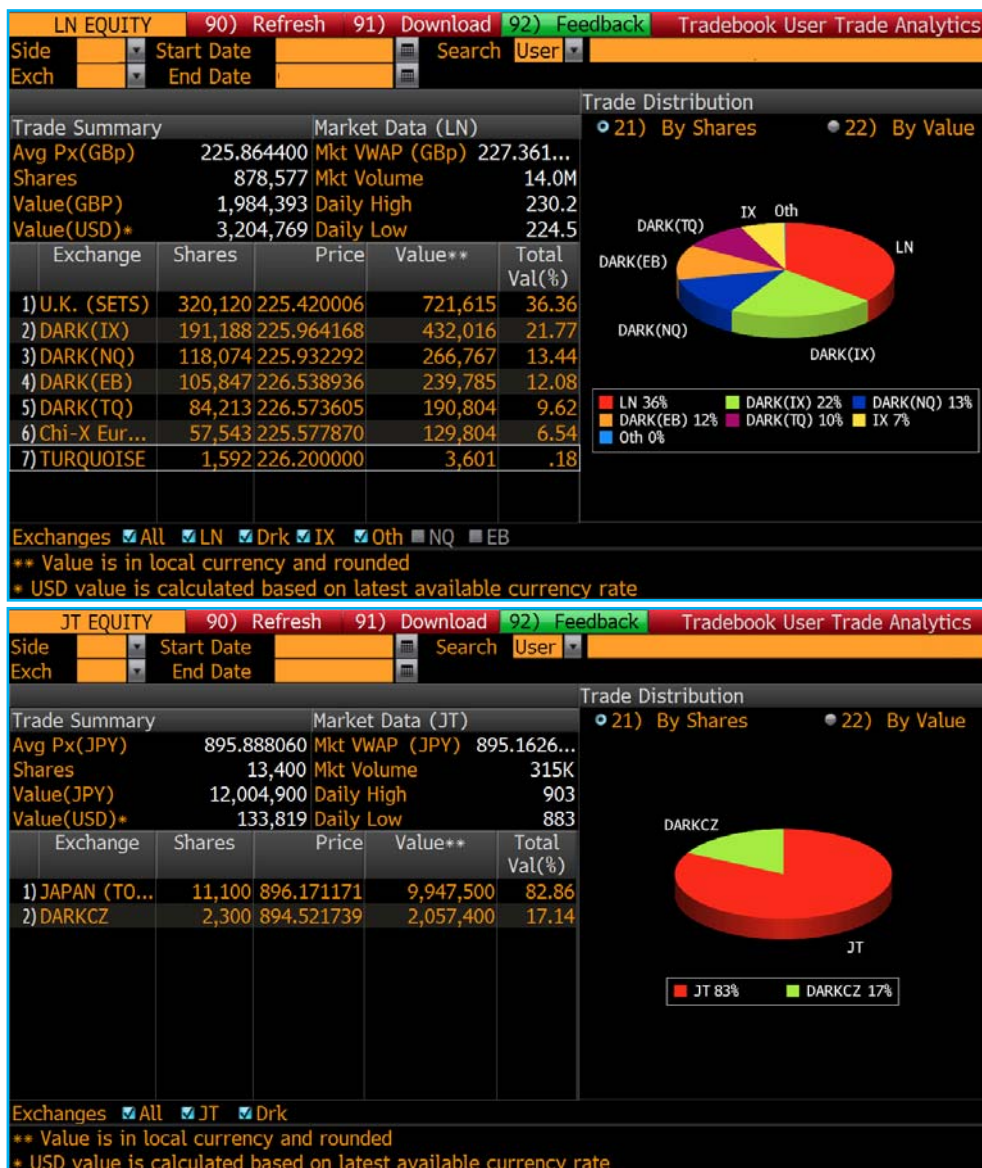 LN EQUITY 90) Refresh 91) Download 92) Feedback Tradebook User Trade Analytics
Side Start Date Search User
Exch End Date
Trade Distribution
Trade Summary Market Data (LN) 21) By Shares 22) By Value
Avg Px(GBp) 225.864400 Mkt VWAP (GBp) 227.361...
Shares 878,577 Mkt Volume 14.0M
Value(GBP) 1,984,393 Daily High 230.2
Value(USD)* 3,204,769 Daily Low 224.5
Exchange Shares Price Value** Total Val(%)
1) U.K. (SETS) 320,120 225.420006 721,615 36.36
2) DARK(IX) 191,188 225.964168 432,016 21.77
3) DARK(NQ) 118,074 225.932292 266,767 13.44
4) DARK(EB) 105,847 226.538936 239,785 12.08
5) DARK(TQ) 84,213 226.573605 190,804 9.62
6) Chi-X Eur... 57,543 225.577870 129,804 6.54
7) TURQUOISE 1,592 226.200000 3,601 .18
IX Oth
DARK(TQ)
LN
DARK(EB)
DARK(NQ)
DARK(IX)
LN 36% DARK(IX) 22% DARK(NQ) 13%
DARK(EB) 12% DARK(TQ) 10% IX 7%
Oth 0%
Exchanges All LN Drk IX Oth NQ EB
** Value is in local currency and rounded
* USD value is calculated based on latest available currency rate
JT EQUITY 90) Refresh 91) Download 92) Feedback Tradebook User Trade Analytics
Side Start Date Search User
Exch End Date
Trade Distribution
Trade Summary Market Data (JT) 21) By Shares 22) By Value
Avg Px(JPY) 895.888060 Mkt VWAP (JPY) 895.1626...
Shares 13,400 Mkt Volume 315K
Value(JPY) 12,004,900 Daily High 903
Value(USD)* 133,819 Daily Low 883
Exchange Shares Price Value** Total Val(%)
1) JAPAN (TO... 11,100 896.171171 9,947,500 82.86
2) DARKCZ 2,300 894.521739 2,057,400 17.14
DARKCZ
JT
JT 83% DARKCZ 17%
Exchanges All JT Drk
** Value is in local currency and rounded
* USD value is calculated based on latest available currency rate